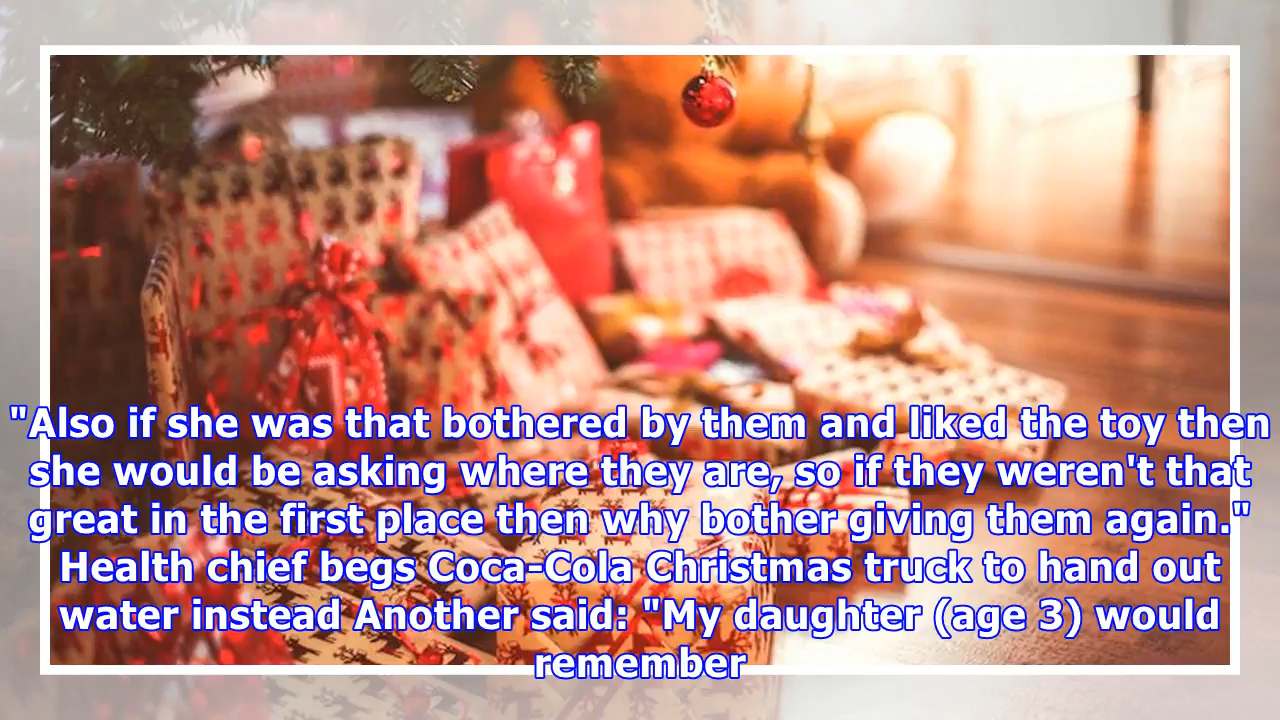 "Also if she was that bothered by them and liked the toy then
she would be asking where they are, so if they weren't that
great in the first place then why bother giving them again."
Health chief begs Coca-Cola Christmas truck to hand out
water instead Another said: "My daughter (age 3) would
remember